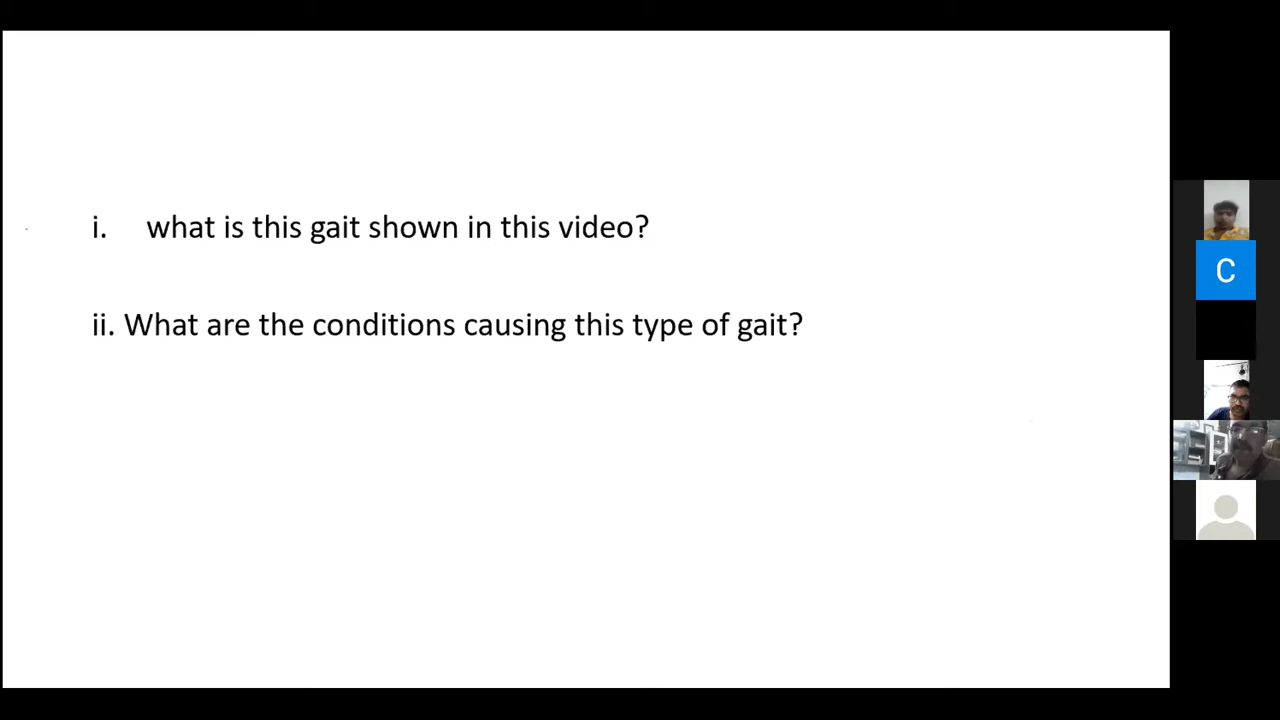 i. what is this gait shown in this video?
ii. What are the conditions causing this type of gait?
C